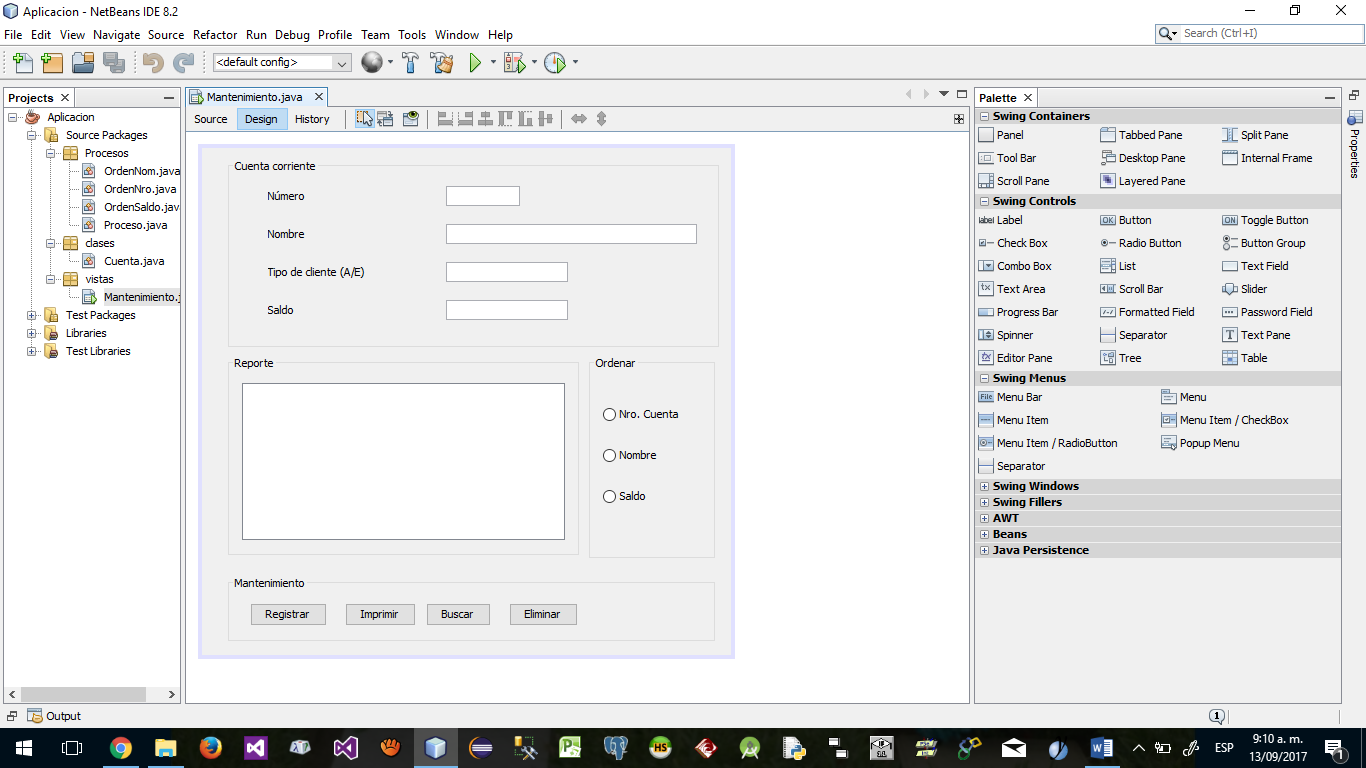 Aplicacion - NetBeans IDE 8.2
File Edit View Navigate Source Refactor Run Debug Profile Team Tools Window Help
Search (Ctrl+I)
<default config>
Projects
Aplicacion
Source Packages
Procesos
OrdenNom.java
OrdenNro.java
OrdenSaldo.jav
Proceso.java
clases
Cuenta.java
vistas
Mantenimiento.j
Test Packages
Libraries
Test Libraries
Mantenimiento.java
Source Design History
Cuenta corriente
Número
Nombre
Tipo de cliente (A/E)
Saldo
Reporte
Ordenar
Nro. Cuenta
Nombre
Saldo
Mantenimiento
Registrar Imprimir Buscar Eliminar
Palette
Swing Containers
Panel Tabbed Pane Split Pane
Tool Bar Desktop Pane Internal Frame
Scroll Pane Layered Pane
Swing Controls
label Label OK Button ON Toggle Button
Check Box Radio Button Button Group
Combo Box List Text Field
Text Area Scroll Bar Slider
Progress Bar Formatted Field Password Field
Spinner Separator Text Pane
Editor Pane Tree Table
Swing Menus
File Menu Bar Menu
Menu Item Menu Item / CheckBox
Menu Item / RadioButton Popup Menu
Separator
Swing Windows
Swing Fillers
AWT
Beans
Java Persistence
Properties
Output
1
HS
ESP
9:10 a. m.
13/09/2017
1